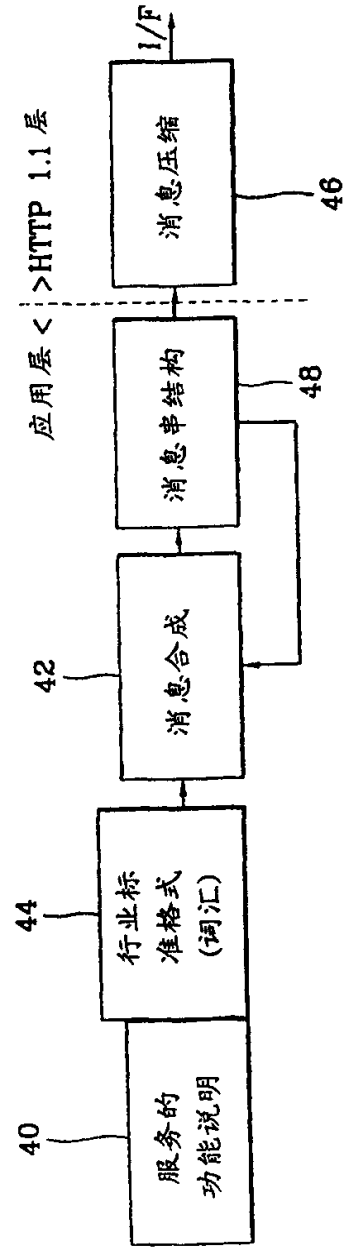 40
服务的
功能说明
44
行业标
准格式
(词汇)
42
消息合成
应用层< >HTTP 1.1层
消息串结构
48
消息压缩
46
1/F